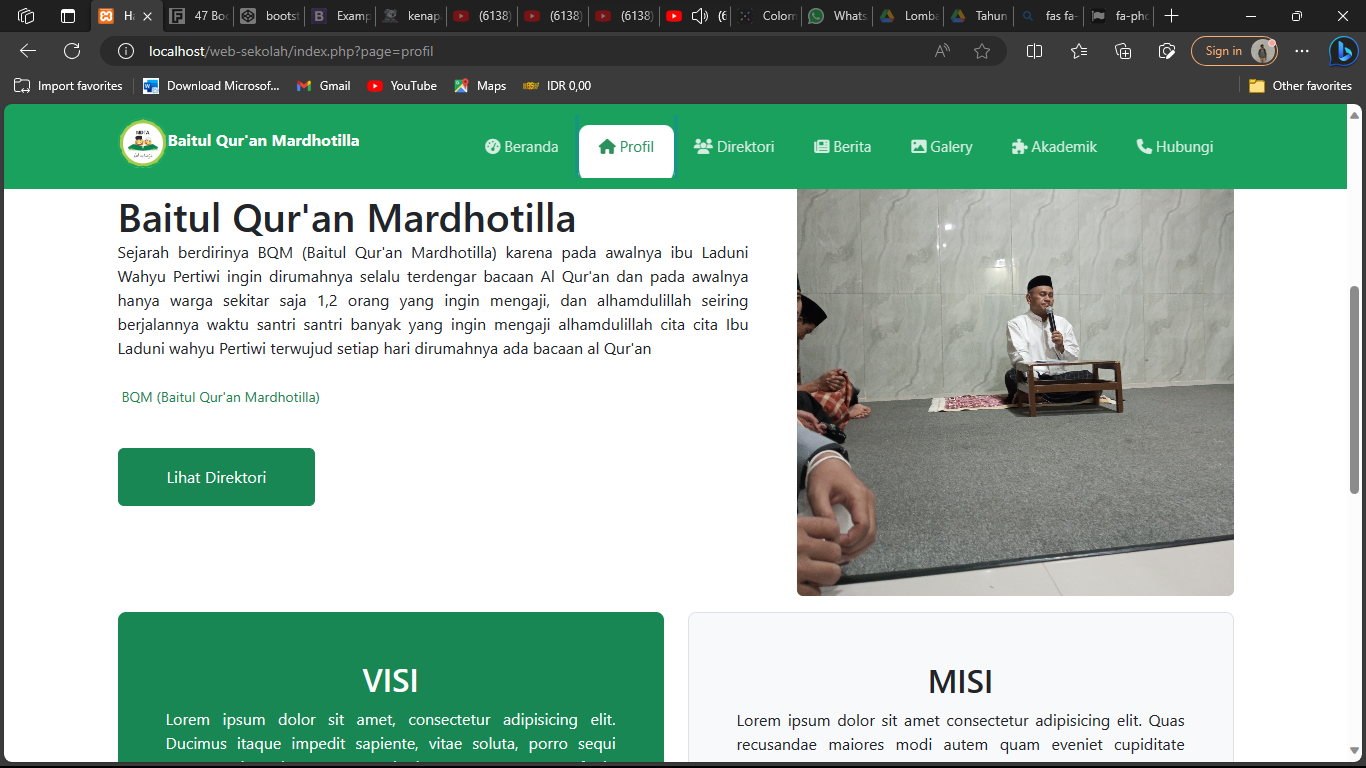 Ha
47 Boo
bootst
Examp
kenap
(6138)
(6138)
(6138)
(6
Colorm
Whats
Lomba
Tahun
fas fa-
fa-pho
localhost/web-sekolah/index.php?page=profil
Sign in
Import favorites
Download Microsof...
Gmail
YouTube
Maps
IDR 0,00
Other favorites
Baitul Qur'an Mardhotilla
Beranda
Profil
Direktori
Berita
Galery
Akademik
Hubungi
Baitul Qur'an Mardhotilla
Sejarah berdirinya BQM (Baitul Qur'an Mardhotilla) karena pada awalnya ibu Laduni
Wahyu Pertiwi ingin dirumahnya selalu terdengar bacaan Al Qur'an dan pada awalnya
hanya warga sekitar saja 1,2 orang yang ingin mengaji, dan alhamdulillah seiring
berjalannya waktu santri santri banyak yang ingin mengaji alhamdulillah cita cita Ibu
Laduni wahyu Pertiwi terwujud setiap hari dirumahnya ada bacaan al Qur'an
BQM (Baitul Qur'an Mardhotilla)
Lihat Direktori
VISI
Lorem ipsum dolor sit amet, consectetur adipisicing elit.
Ducimus itaque impedit sapiente, vitae soluta, porro sequi
MISI
Lorem ipsum dolor sit amet consectetur adipisicing elit. Quas
recusandae maiores modi autem quam eveniet cupiditate